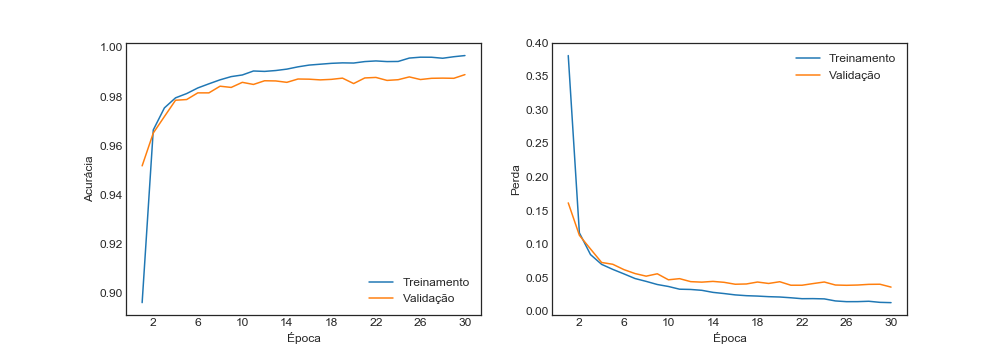 1.00
0.98
0.96
0.94
0.92
0.90
Acurácia
2 6 10 14 18 22 26 30
Época
Treinamento
Validação
0.40
0.35
0.30
0.25
0.20
0.15
0.10
0.05
0.00
Perda
2 6 10 14 18 22 26 30
Época
Treinamento
Validação